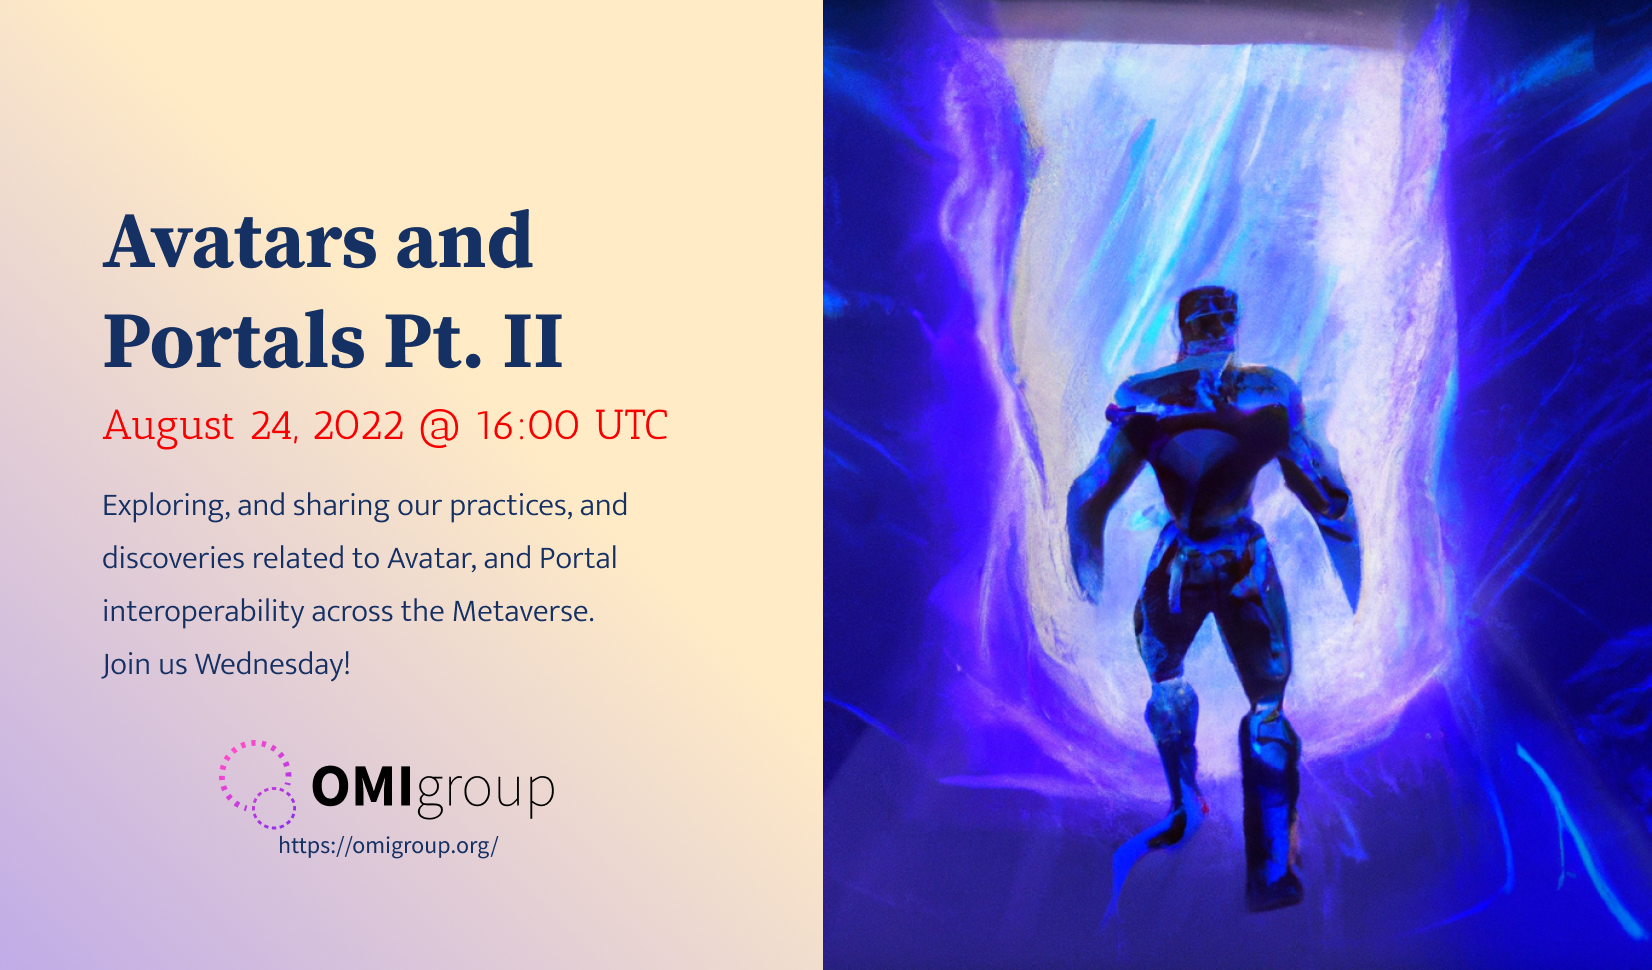 Avatars and
Portals Pt. II
August 24, 2022 @ 16:00 UTC
Exploring, and sharing our practices, and
discoveries related to Avatar, and Portal
interoperability across the Metaverse.
Join us Wednesday!
OMIgroup
https://omigroup.org/